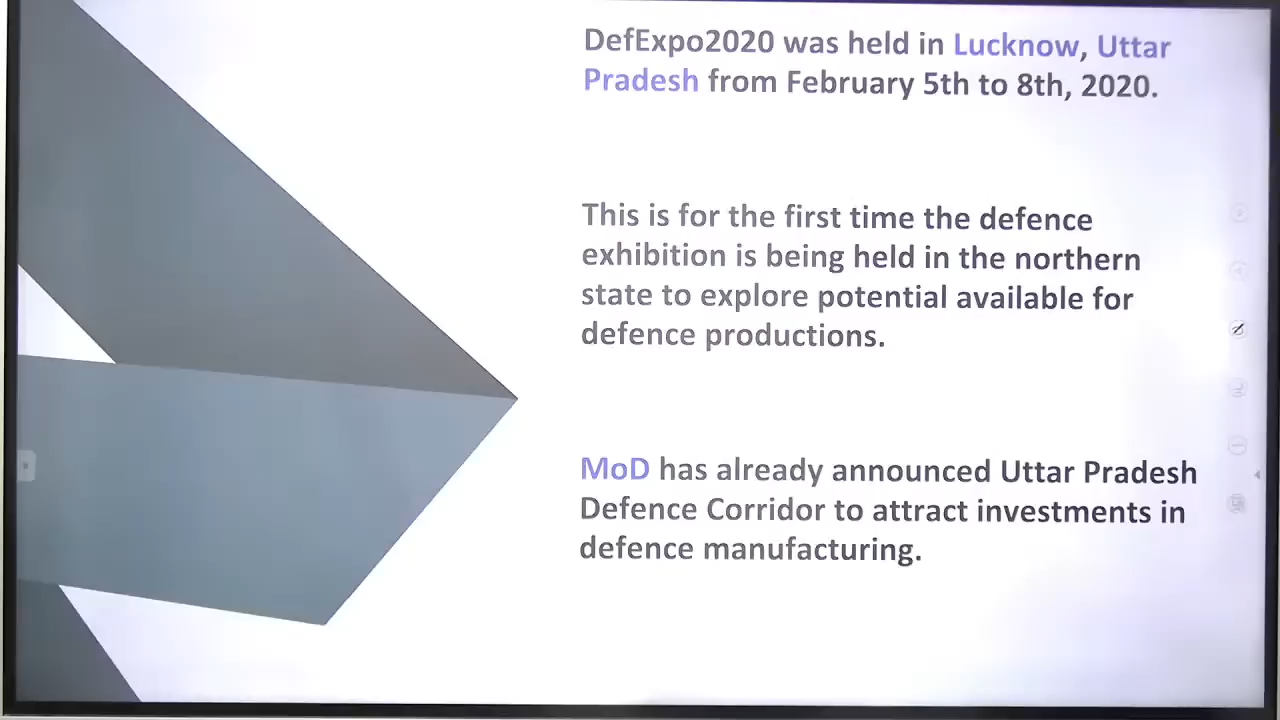 DefExpo2020 was held in Lucknow, Uttar
Pradesh from February 5th to 8th, 2020.
This is for the first time the defence
exhibition is being held in the northern
state to explore potential available for
defence productions.
MoD has already announced Uttar Pradesh
Defence Corridor to attract investments in
defence manufacturing.